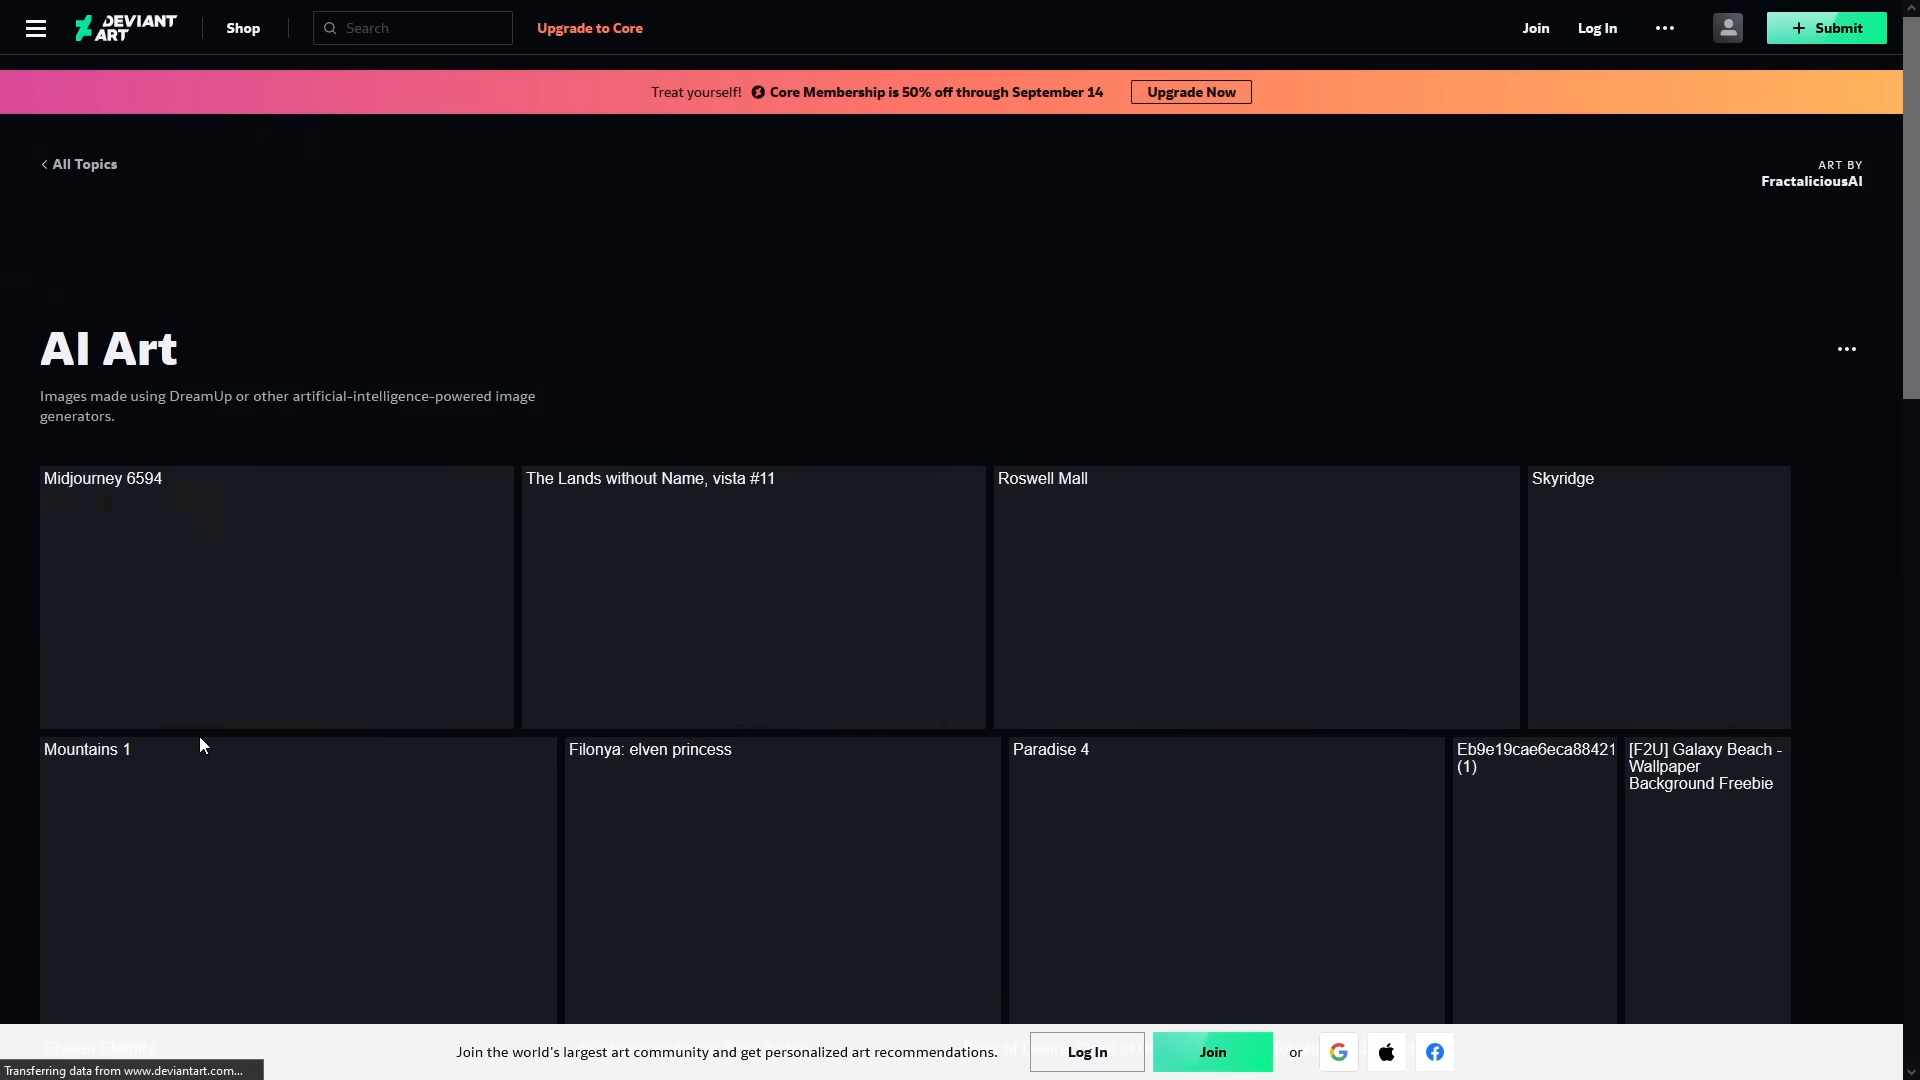 DEVIANT
ART
Shop
Search
Upgrade to Core
Join
Log In
Submit
Treat yourself! Core Membership is 50% off through September 14
Upgrade Now
< All Topics
ART BY
FractaliciousAI
AI Art
Images made using DreamUp or other artificial-intelligence-powered image
generators.
Midjourney 6594
The Lands without Name, vista #11
Roswell Mall
Skyridge
Mountains 1
Filonya: elven princess
Paradise 4
Eb9e19cae6eca88421
(1)
[F2U] Galaxy Beach -
Wallpaper
Background Freebie
Join the world's largest art community and get personalized art recommendations.
Log In
Join
or
Transferring data from www.deviantart.com...